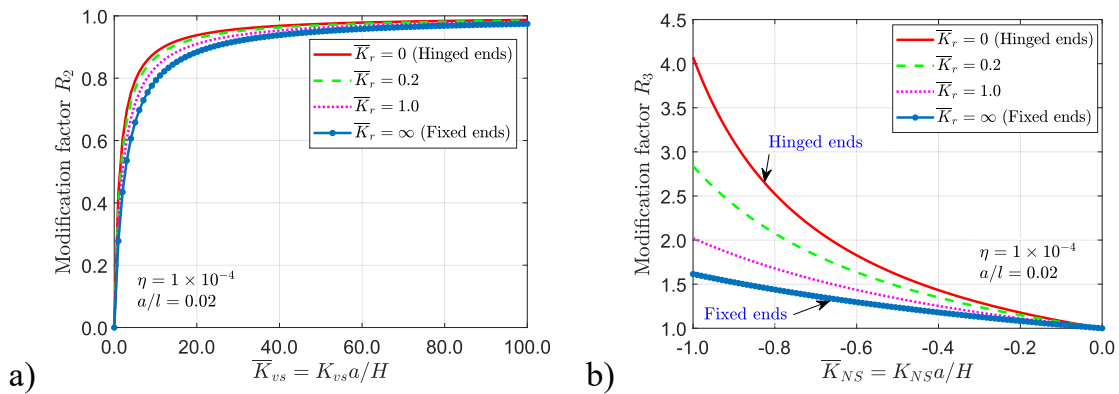 Modification factor R₂
1.0
0.8
0.6
0.4
0.2
0.0
K̅ᵣ = 0 (Hinged ends)
K̅ᵣ = 0.2
K̅ᵣ = 1.0
K̅ᵣ = ∞ (Fixed ends)
η = 1 × 10⁻⁴
a/l = 0.02
0.0 20.0 40.0 60.0 80.0 100.0
K̅ᵥₛ = Kᵥₛa/H
a)
Modification factor R₃
4.5
4.0
3.5
3.0
2.5
2.0
1.5
1.0
K̅ᵣ = 0 (Hinged ends)
K̅ᵣ = 0.2
K̅ᵣ = 1.0
K̅ᵣ = ∞ (Fixed ends)
Hinged ends
η = 1 × 10⁻⁴
a/l = 0.02
Fixed ends
-1.0 -0.8 -0.6 -0.4 -0.2 0.0
K̅_NS = K_NS a/H
b)